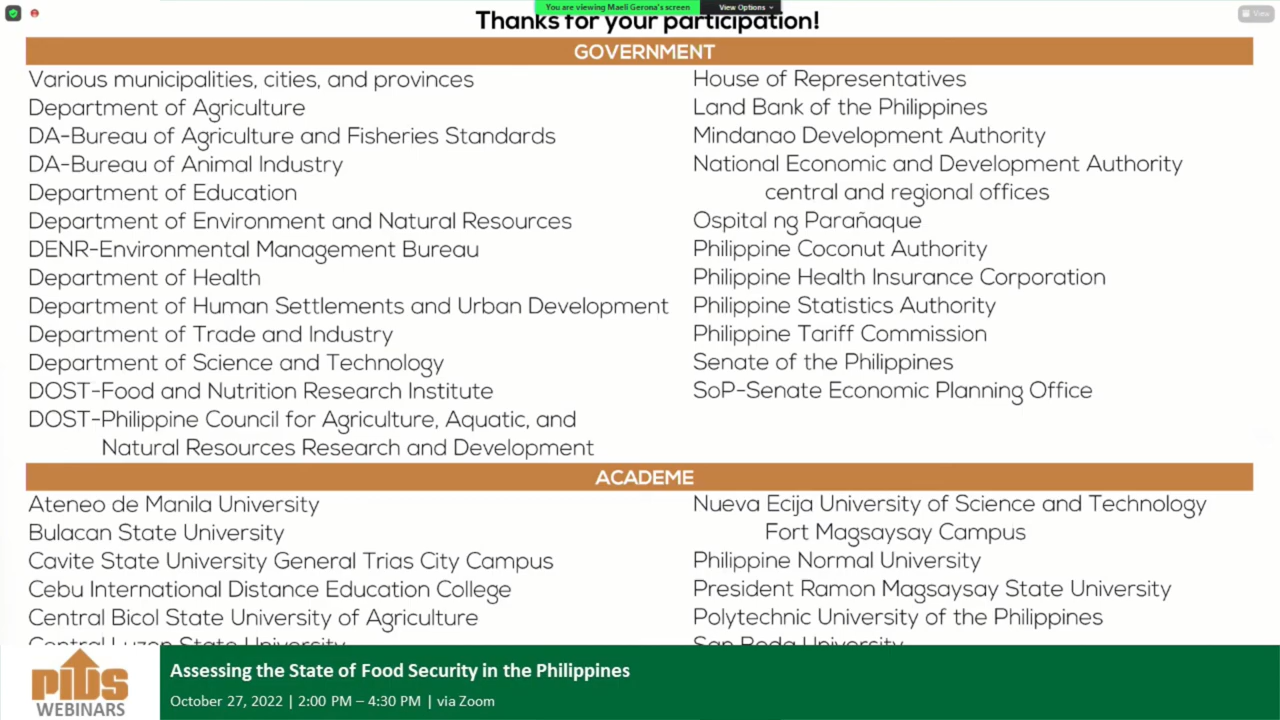 You are viewing Maeli Gerona's screen
View Options
View
Thanks for your participation!
GOVERNMENT
Various municipalities, cities, and provinces
Department of Agriculture
DA-Bureau of Agriculture and Fisheries Standards
DA-Bureau of Animal Industry
Department of Education
Department of Environment and Natural Resources
DENR-Environmental Management Bureau
Department of Health
Department of Human Settlements and Urban Development
Department of Trade and Industry
Department of Science and Technology
DOST-Food and Nutrition Research Institute
DOST-Philippine Council for Agriculture, Aquatic, and
Natural Resources Research and Development
House of Representatives
Land Bank of the Philippines
Mindanao Development Authority
National Economic and Development Authority
central and regional offices
Ospital ng Parañaque
Philippine Coconut Authority
Philippine Health Insurance Corporation
Philippine Statistics Authority
Philippine Tariff Commission
Senate of the Philippines
SoP-Senate Economic Planning Office
ACADEME
Ateneo de Manila University
Bulacan State University
Cavite State University General Trias City Campus
Cebu International Distance Education College
Central Bicol State University of Agriculture
Central Luzon State University
Nueva Ecija University of Science and Technology
Fort Magsaysay Campus
Philippine Normal University
President Ramon Magsaysay State University
Polytechnic University of the Philippines
San Beda University
PIDS
WEBINARS
Assessing the State of Food Security in the Philippines
October 27, 2022 | 2:00 PM – 4:30 PM | via Zoom